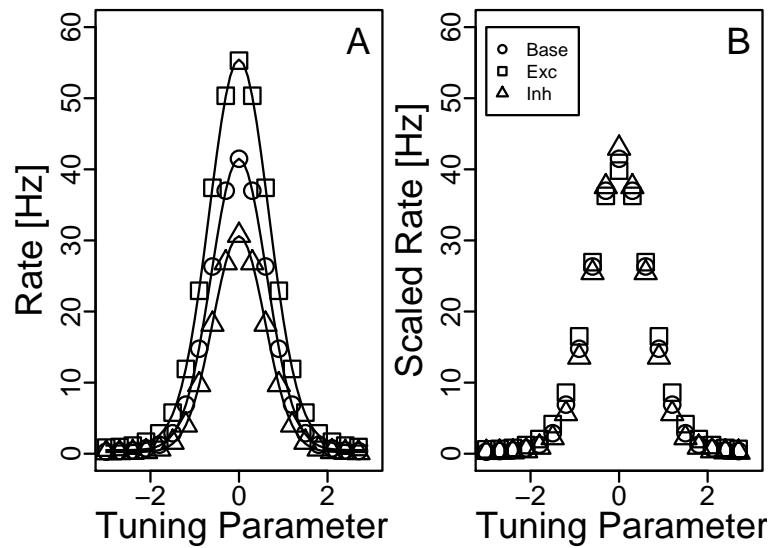 A
60
50
40
30
20
10
0
Rate [Hz]
−2 0 2
Tuning Parameter
B
Base
Exc
Inh
60
50
40
30
20
10
0
Scaled Rate [Hz]
−2 0 2
Tuning Parameter